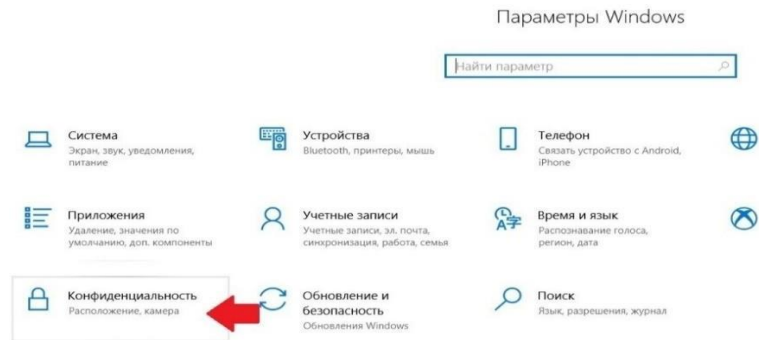 Параметры Windows
Найти параметр
Система
Экран, звук, уведомления,
питание
Устройства
Bluetooth, принтеры, мышь
Телефон
Связать устройство с Android,
iPhone
Приложения
Удаление, значения по
умолчанию, доп. компоненты
Учетные записи
Учетные записи, эл. почта,
синхронизация, работа, семья
Время и язык
Распознавание голоса,
регион, дата
Конфиденциальность
Расположение, камера
Обновление и
безопасность
Обновления Windows
Поиск
Язык, разрешения, журнал